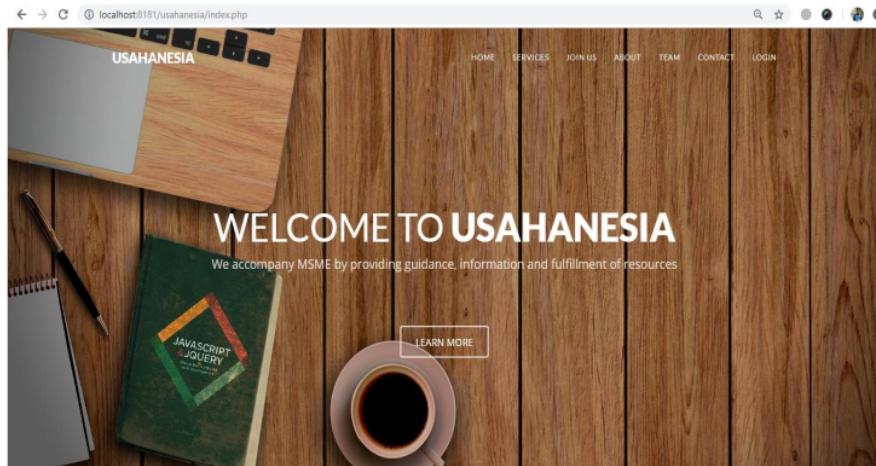 localhost:8181/usahanesia/index.php
USAHANESIA
HOME SERVICES JOIN US ABOUT TEAM CONTACT LOGIN
WELCOME TO USAHANESIA
We accompany MSME by providing guidance, information and fulfillment of resources
LEARN MORE
JAVASCRIPT
&JQUERY